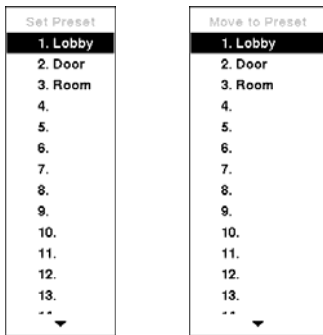 Set Preset
1. Lobby
2. Door
3. Room
4.
5.
6.
7.
8.
9.
10.
11.
12.
13.
Move to Preset
1. Lobby
2. Door
3. Room
4.
5.
6.
7.
8.
9.
10.
11.
12.
13.